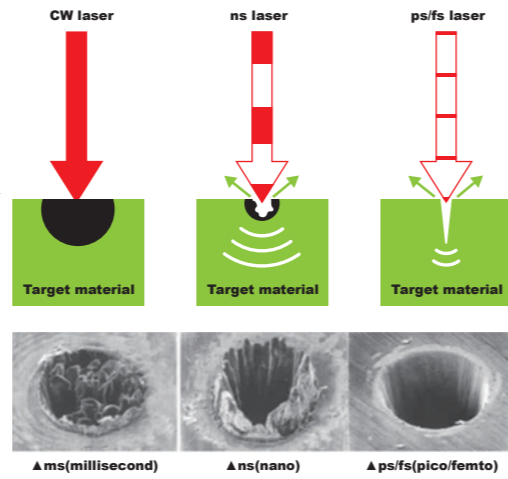 CW laser
ns laser
ps/fs laser
Target material
Target material
Target material
▲ms(millisecond)
▲ns(nano)
▲ps/fs(pico/femto)